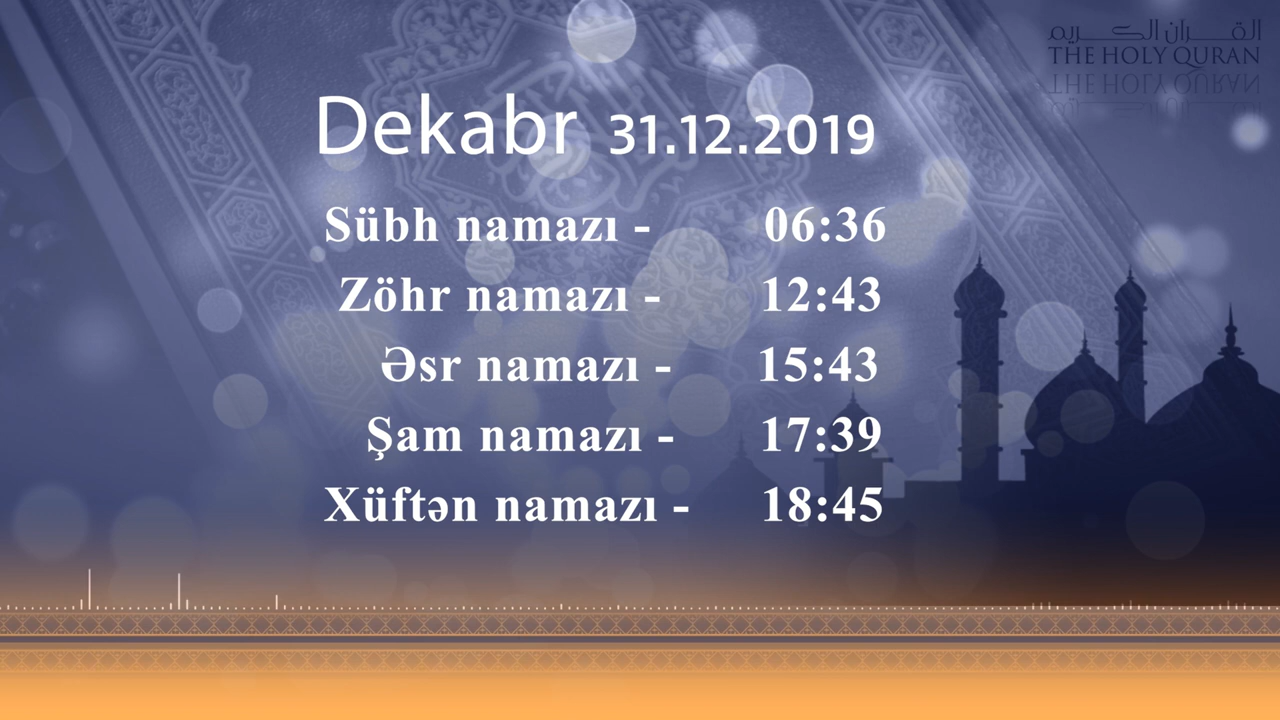 القرآن الكريم
THE HOLY QURAN
Dekabr 31.12.2019
Sübh namazı - 06:36
Zöhr namazı - 12:43
Əsr namazı - 15:43
Şam namazı - 17:39
Xüftən namazı - 18:45